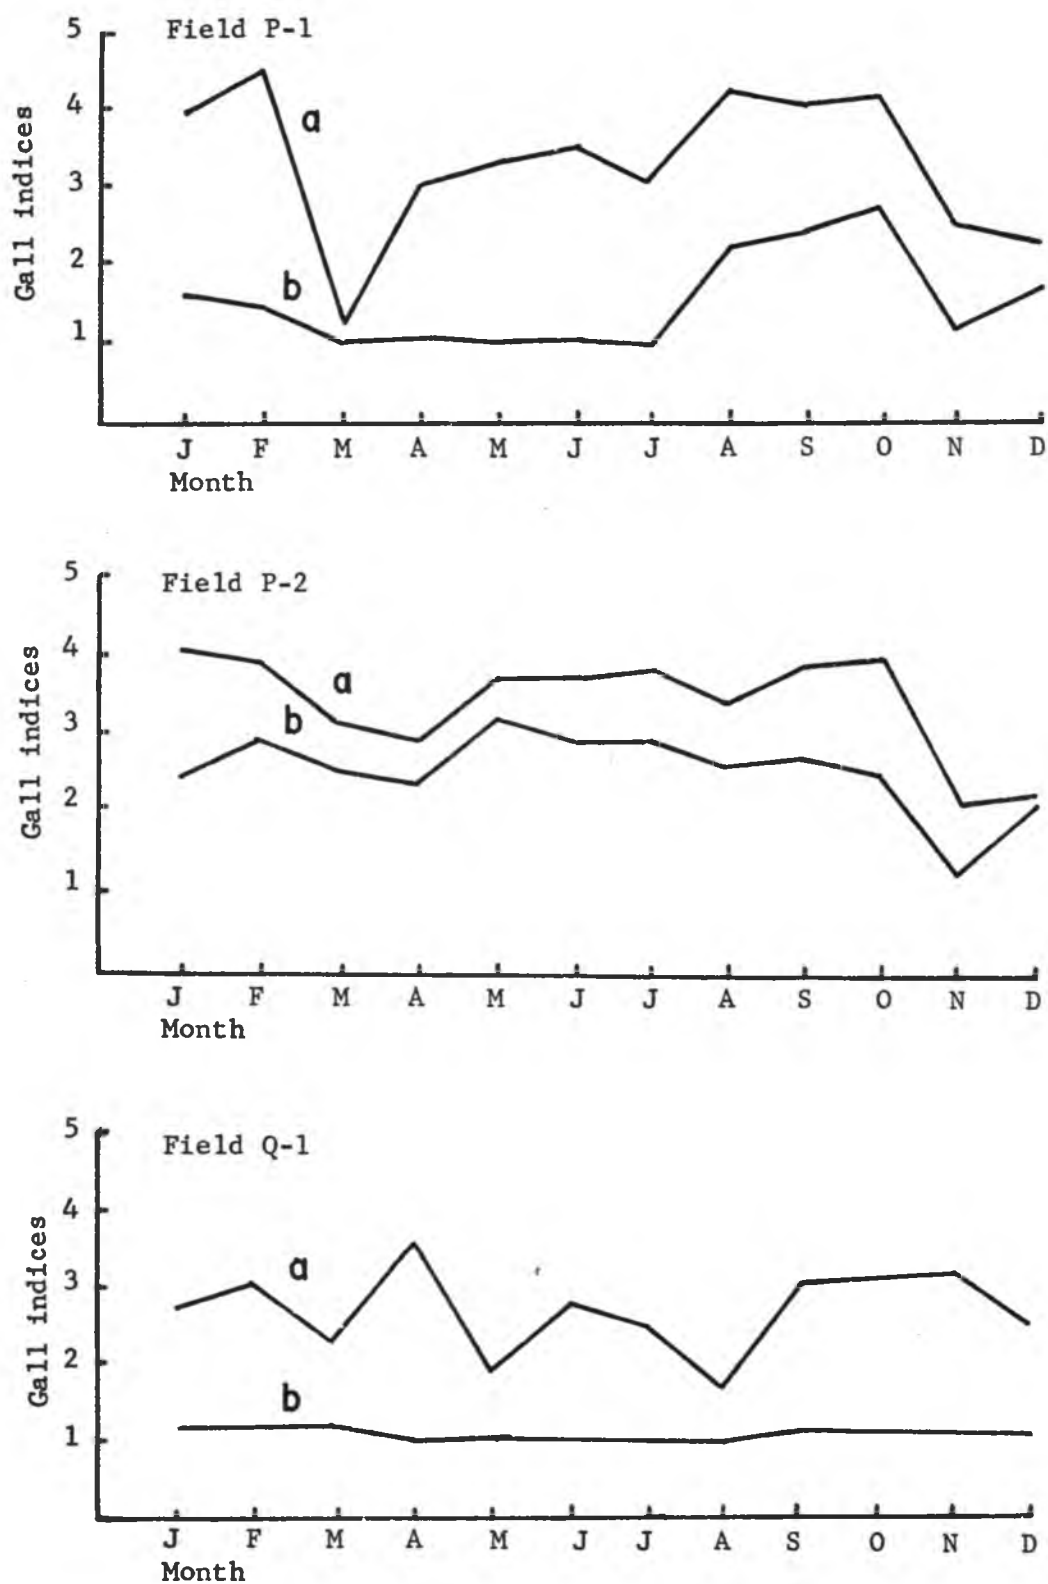 Field P-1
5
4
3
2
1
Gall indices
a
b
J F M A M J J A S O N D
Month
Field P-2
5
4
3
2
1
Gall indices
a
b
J F M A M J J A S O N D
Month
Field Q-1
5
4
3
2
1
Gall indices
a
b
J F M A M J J A S O N D
Month